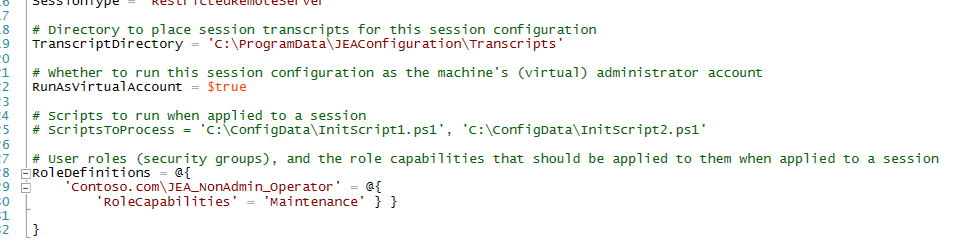 SessionType = 'RestrictedRemoteServer'
# Directory to place session transcripts for this session configuration
TranscriptDirectory = 'C:\ProgramData\JEAConfiguration\Transcripts'
# Whether to run this session configuration as the machine's (virtual) administrator account
RunAsVirtualAccount = $true
# Scripts to run when applied to a session
# ScriptsToProcess = 'C:\ConfigData\InitScript1.ps1', 'C:\ConfigData\InitScript2.ps1'
# User roles (security groups), and the role capabilities that should be applied to them when applied to a session
RoleDefinitions = @{
'Contoso.com\JEA_NonAdmin_Operator' = @{
'RoleCapabilities' = 'Maintenance' } }
}